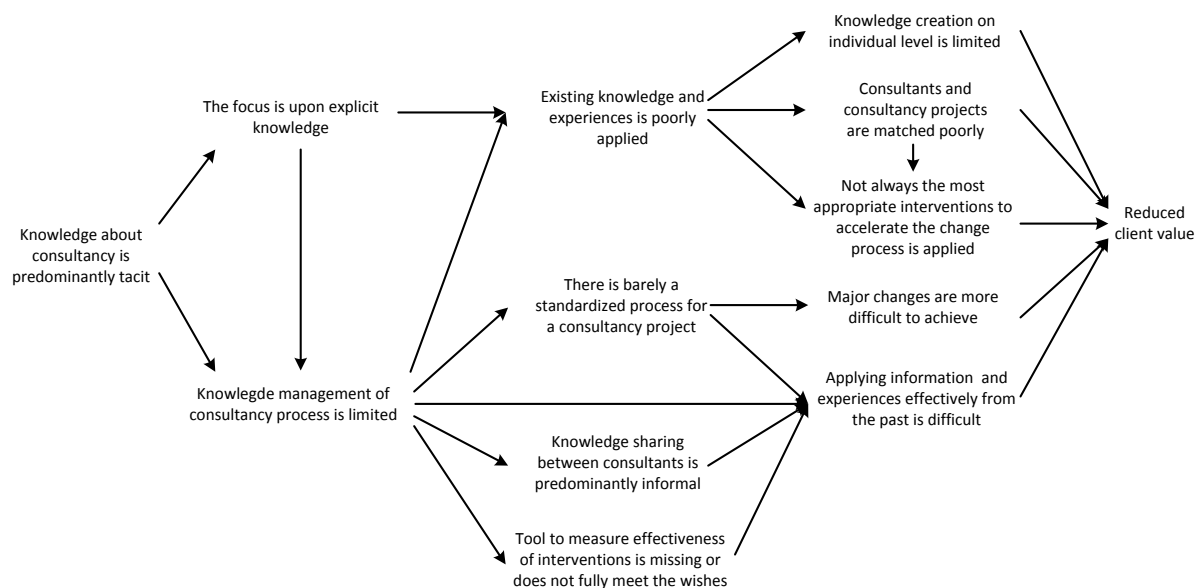 Knowledge about
consultancy is
predominantly tacit
The focus is upon explicit
knowledge
Knowlegde management of
consultancy process is limited
Existing knowledge and
experiences is poorly
applied
There is barely a
standardized process for
a consultancy project
Knowledge sharing
between consultants is
predominantly informal
Tool to measure effectiveness
of interventions is missing or
does not fully meet the wishes
Knowledge creation on
individual level is limited
Consultants and
consultancy projects
are matched poorly
Not always the most
appropriate interventions to
accelerate the change
process is applied
Major changes are more
difficult to achieve
Applying information and
experiences effectively from
the past is difficult
Reduced
client value